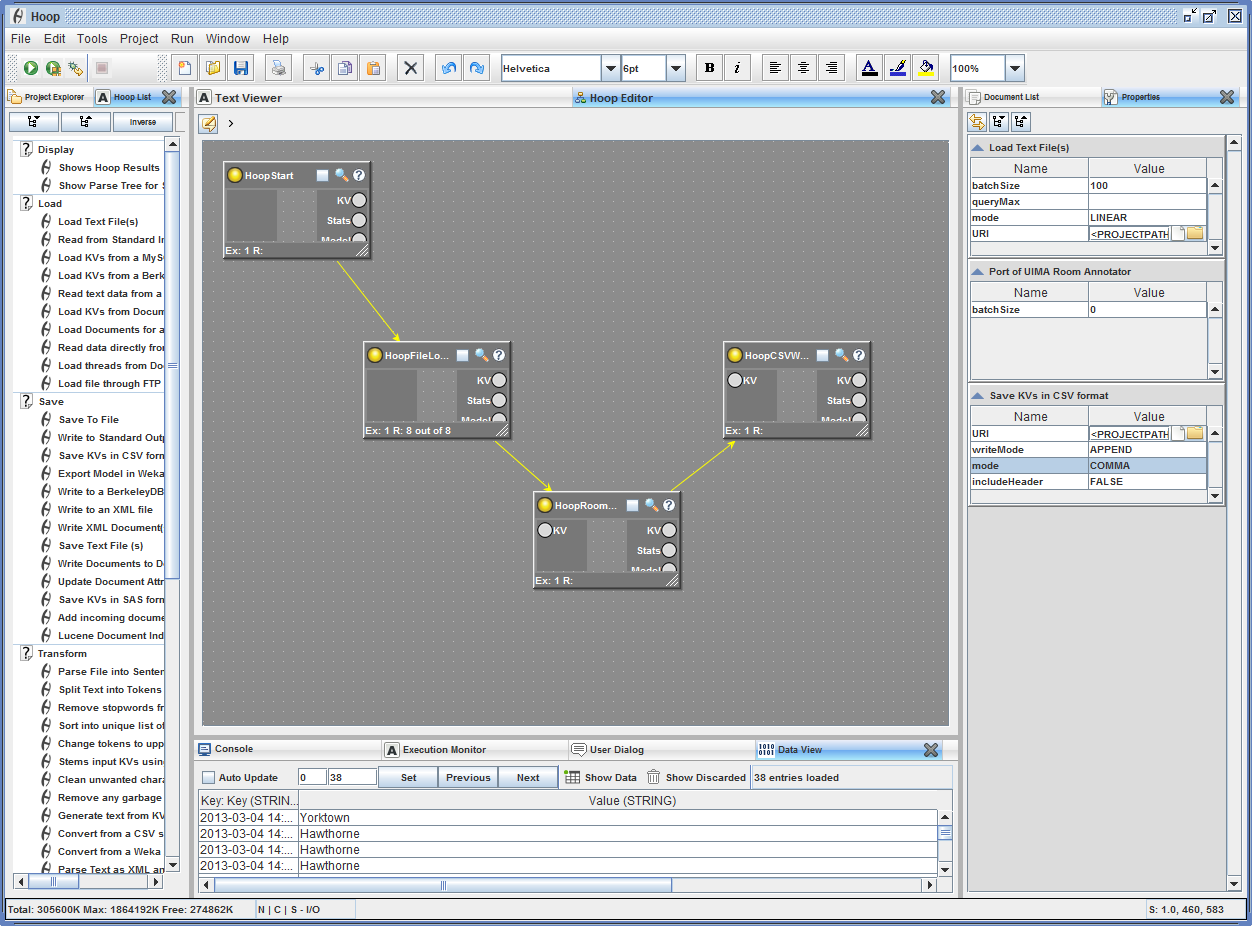 Hoop
File Edit Tools Project Run Window Help
Helvetica 6pt B i A 100%
Project Explorer A Hoop List
Inverse
Display
Shows Hoop Results
Show Parse Tree for S
Load
Load Text File(s)
Read from Standard In
Load KVs from a MySC
Load KVs from a Berk
Read text data from a
Load KVs from Docum
Load Documents for a
Read data directly from
Load threads from Do
Load file through FTP
Save
Save To File
Write to Standard Outp
Save KVs in CSV form
Export Model in Weka
Write to a BerkeleyDB
Write to an XML file
Write XML Document(
Save Text File (s)
Write Documents to D
Update Document Attr
Save KVs in SAS form
Add incoming docume
Lucene Document Ind
Transform
Parse File into Senten
Split Text into Tokens
Remove stopwords fr
Sort into unique list of
Change tokens to upp
Stems input KVs using
Clean unwanted chara
Remove any garbage
Generate text from KV
Convert from a CSV s
Convert from a Weka
Parse Text as XML an
A Text Viewer
Hoop Editor
HoopStart ?
KV
Stats
Model
Ex: 1 R:
HoopFileLo... ?
KV
Stats
Model
Ex: 1 R: 8 out of 8
HoopCSVW... ?
KV KV
Stats
Model
Ex: 1 R:
HoopRoom... ?
KV KV
Stats
Model
Ex: 1 R:
Console
A Execution Monitor
User Dialog
Data View
Auto Update 0 38 Set Previous Next Show Data Show Discarded 38 entries loaded
Key: Key (STRIN... Value (STRING)
2013-03-04 14:... Yorktown
2013-03-04 14:... Hawthorne
2013-03-04 14:... Hawthorne
2013-03-04 14:... Hawthorne
Document List
Properties
Load Text File(s)
Name Value
batchSize 100
queryMax
mode LINEAR
URI <PROJECTPATH
Port of UIMA Room Annotator
Name Value
batchSize 0
Save KVs in CSV format
Name Value
URI <PROJECTPATH
writeMode APPEND
mode COMMA
includeHeader FALSE
Total: 305600K Max: 1864192K Free: 274862K N | C | S - I/O S: 1.0, 460, 583